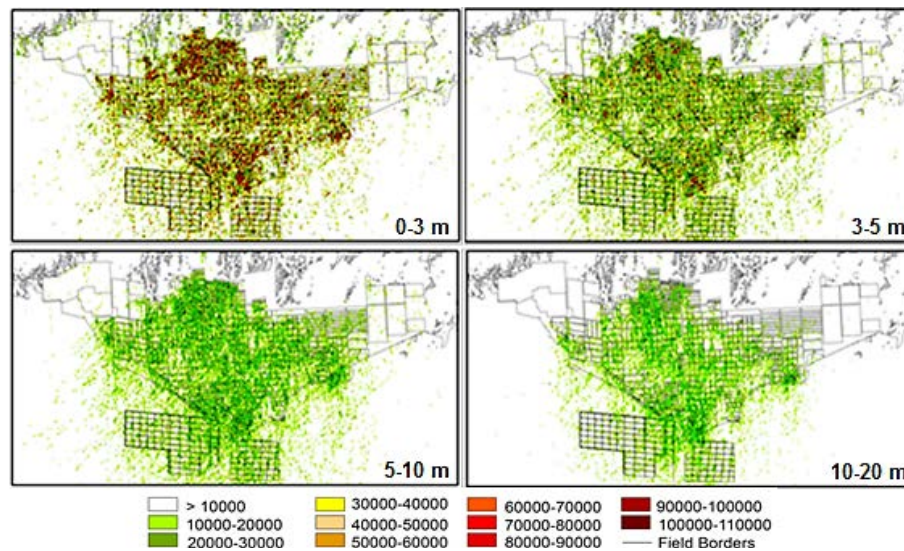 0-3 m
3-5 m
5-10 m
10-20 m
> 10000 30000-40000 60000-70000 90000-100000
10000-20000 40000-50000 70000-80000 100000-110000
20000-30000 50000-60000 80000-90000 Field Borders